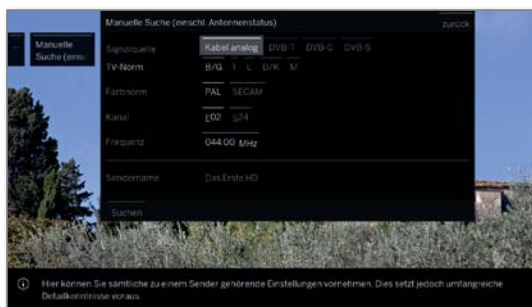 Manuelle Suche (einschl. Antennenstatus)
zurück
Manuelle
Suche (eins
Signalquelle Kabel analog DVB-T DVB-C DVB-S
TV-Norm B/G I L D/K M
Farbnorm PAL SECAM
Kanal E02 S24
Frequenz 044.00 MHz
Sendername Das Erste HD
Suchen
Hier können Sie sämtliche zu einem Sender gehörende Einstellungen vornehmen. Dies setzt jedoch umfangreiche
Detailkenntnisse voraus.